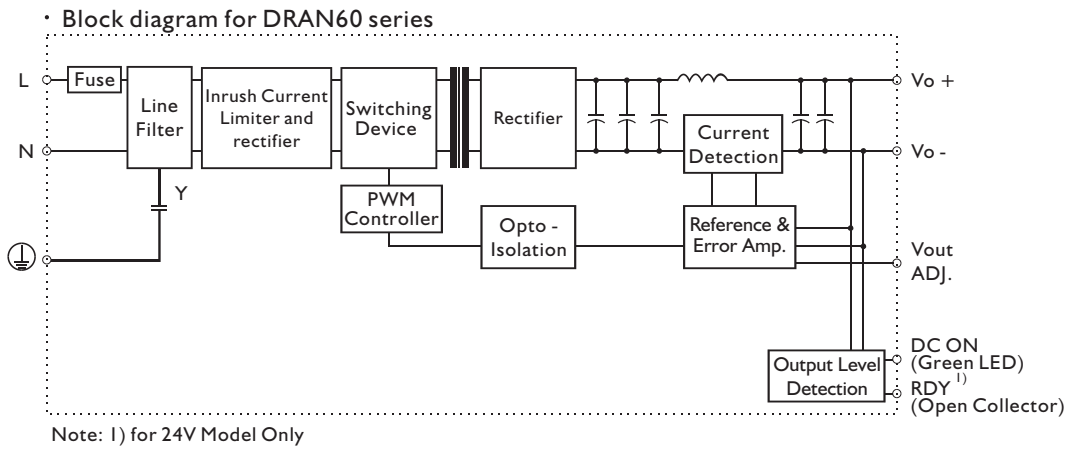 · Block diagram for DRAN60 series
L
Fuse
Line
Filter
Inrush Current
Limiter and
rectifier
Switching
Device
Rectifier
Current
Detection
Vo +
N
Vo -
Y
PWM
Controller
Opto -
Isolation
Reference &
Error Amp.
Vout
ADJ.
Output Level
Detection
DC ON
(Green LED)
RDY 1)
(Open Collector)
Note: 1) for 24V Model Only